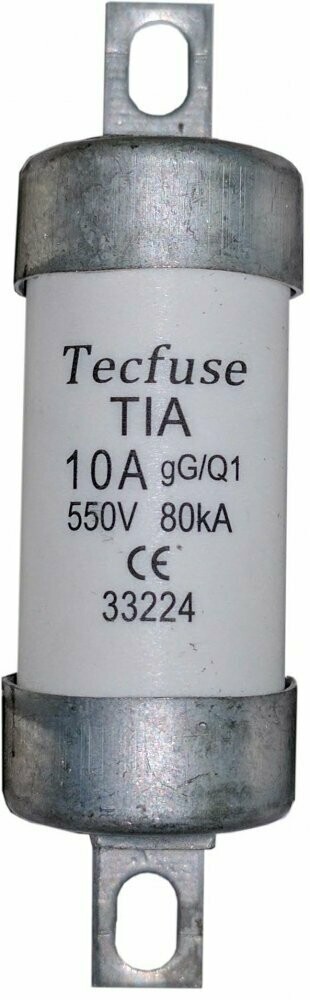 Tecfuse
TIA
10A gG/Q1
550V 80kA
CE
33224